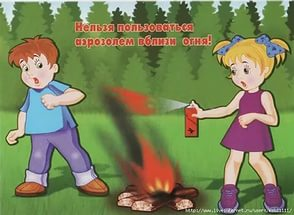 Нельзя пользоваться
аэрозолем вблизи огня!